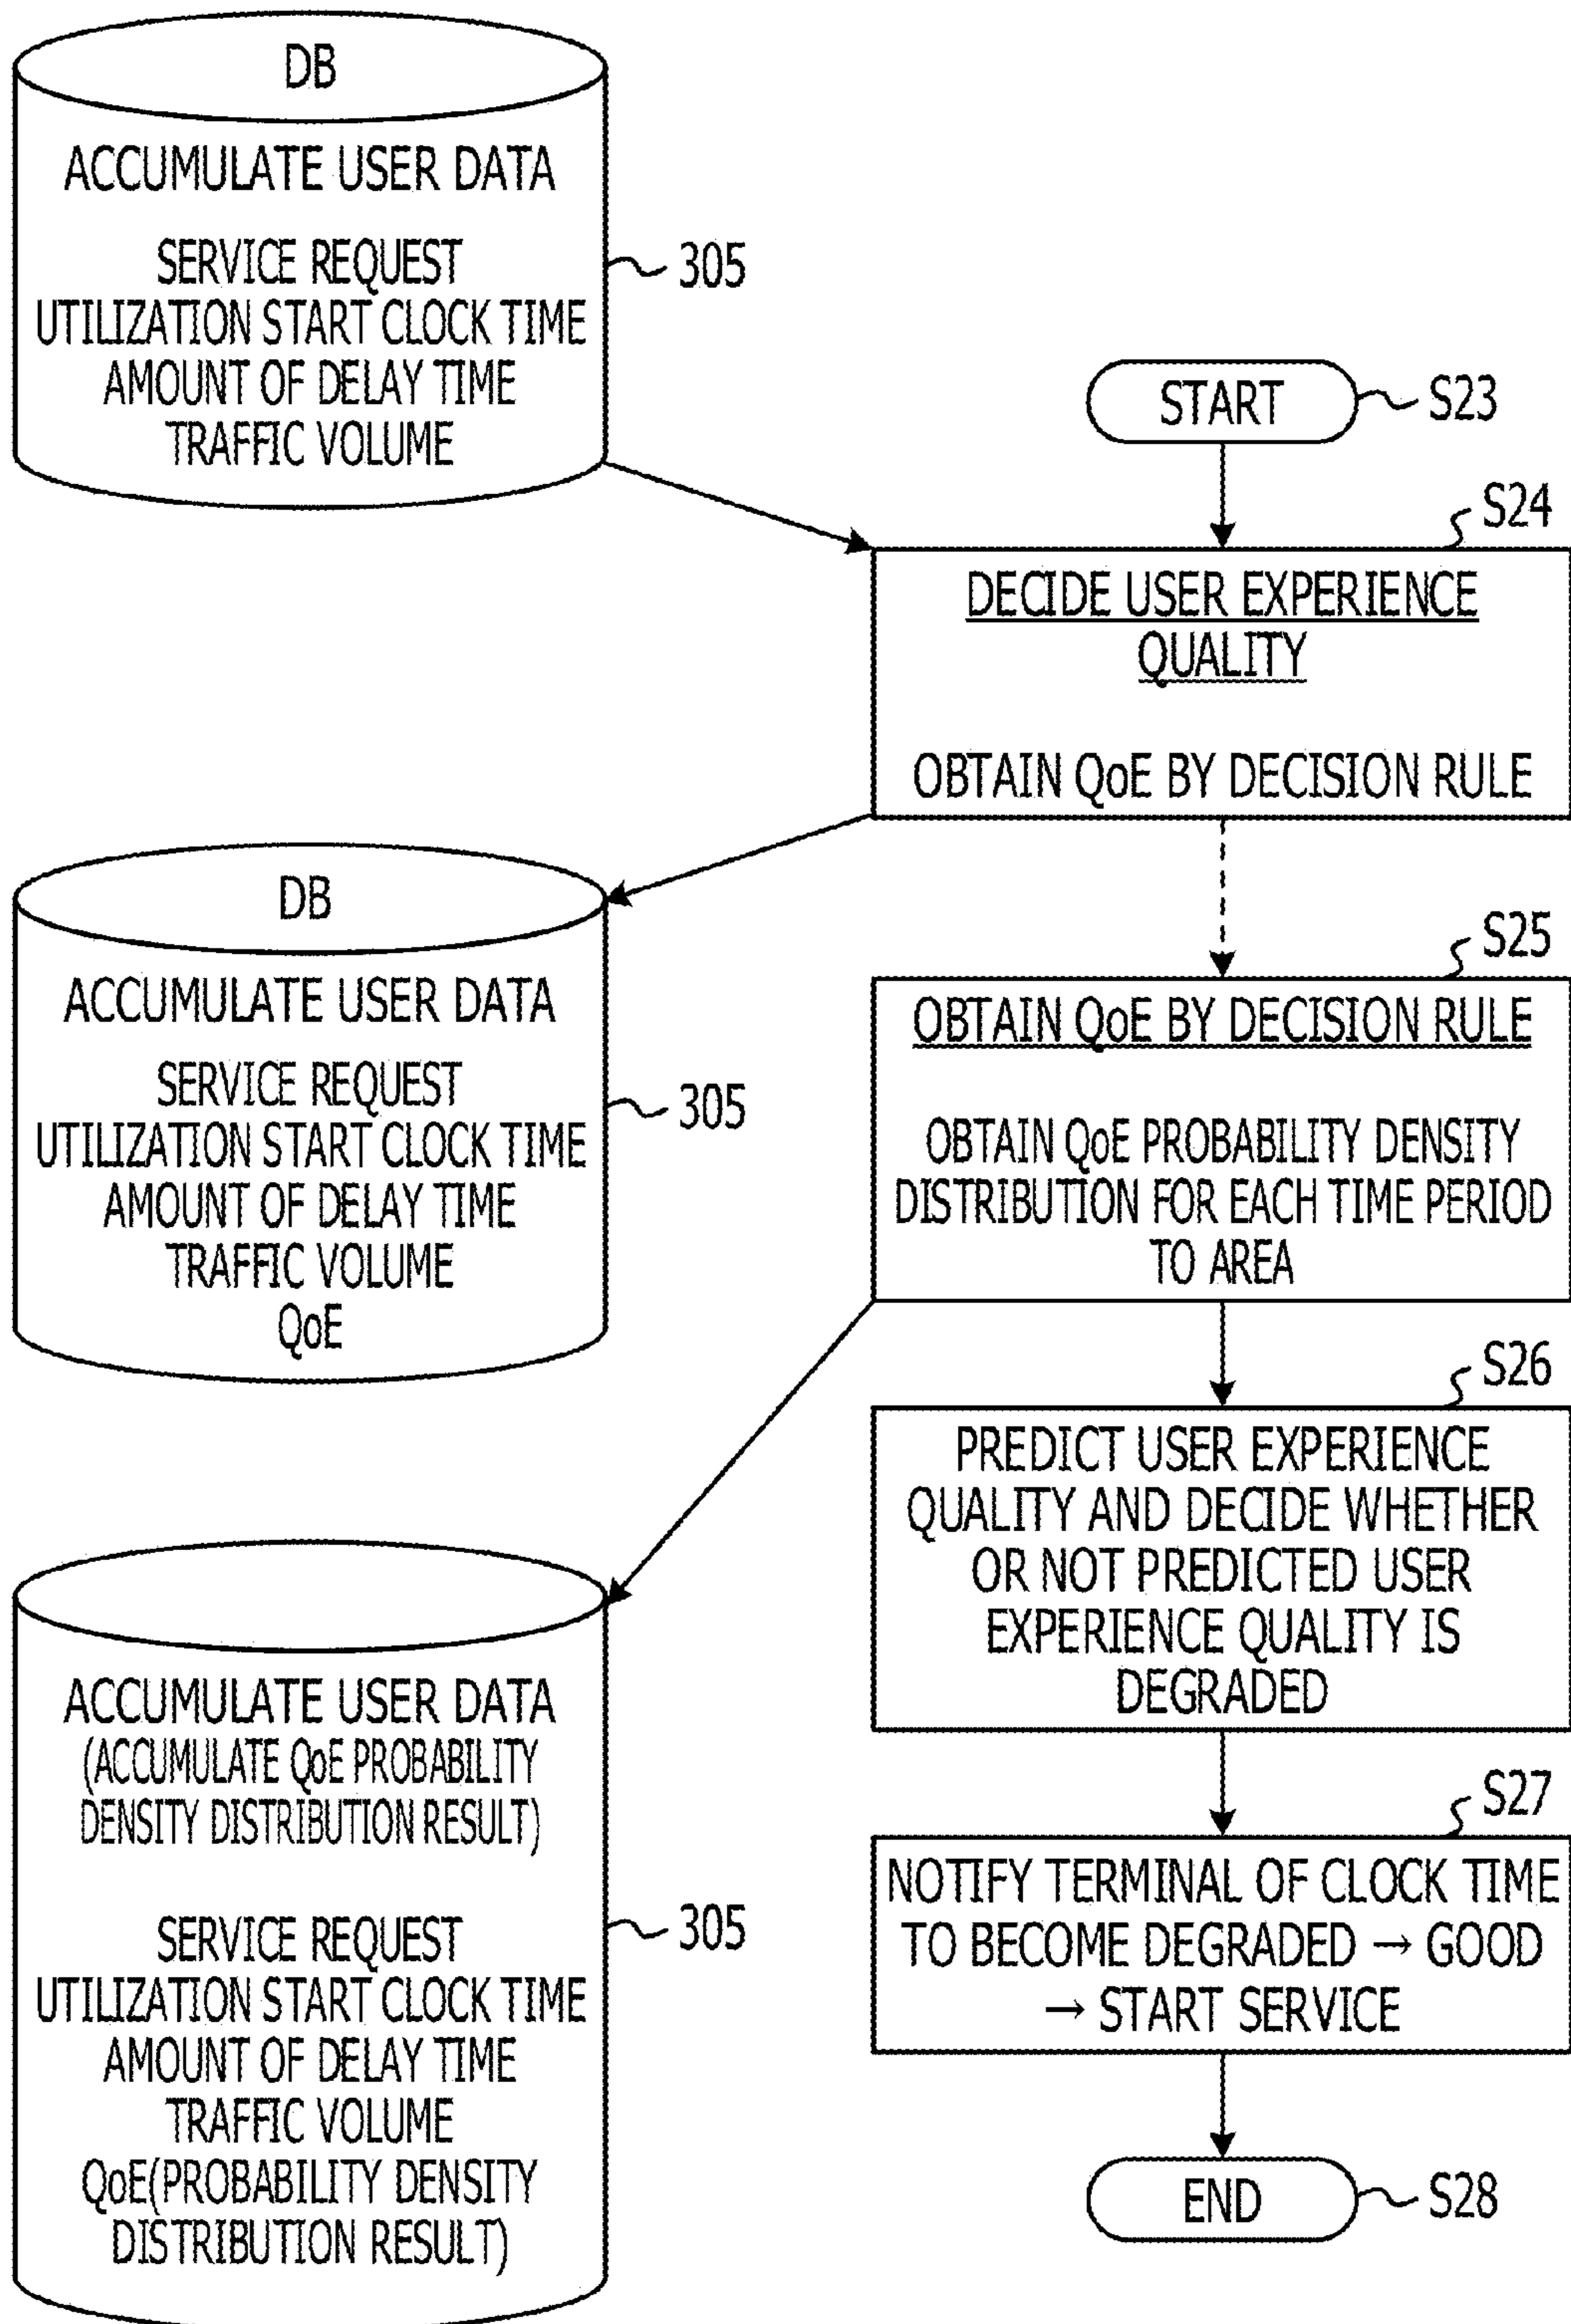 DB
ACCUMULATE USER DATA
SERVICE REQUEST
UTILIZATION START CLOCK TIME
AMOUNT OF DELAY TIME
TRAFFIC VOLUME
305
START
S23
S24
DECIDE USER EXPERIENCE
QUALITY
OBTAIN QoE BY DECISION RULE
DB
ACCUMULATE USER DATA
SERVICE REQUEST
UTILIZATION START CLOCK TIME
AMOUNT OF DELAY TIME
TRAFFIC VOLUME
QoE
305
S25
OBTAIN QoE BY DECISION RULE
OBTAIN QoE PROBABILITY DENSITY
DISTRIBUTION FOR EACH TIME PERIOD
TO AREA
S26
PREDICT USER EXPERIENCE
QUALITY AND DECIDE WHETHER
OR NOT PREDICTED USER
EXPERIENCE QUALITY IS
DEGRADED
ACCUMULATE USER DATA
(ACCUMULATE QoE PROBABILITY
DENSITY DISTRIBUTION RESULT)
SERVICE REQUEST
UTILIZATION START CLOCK TIME
AMOUNT OF DELAY TIME
TRAFFIC VOLUME
QoE(PROBABILITY DENSITY
DISTRIBUTION RESULT)
305
S27
NOTIFY TERMINAL OF CLOCK TIME
TO BECOME DEGRADED → GOOD
→ START SERVICE
END
S28